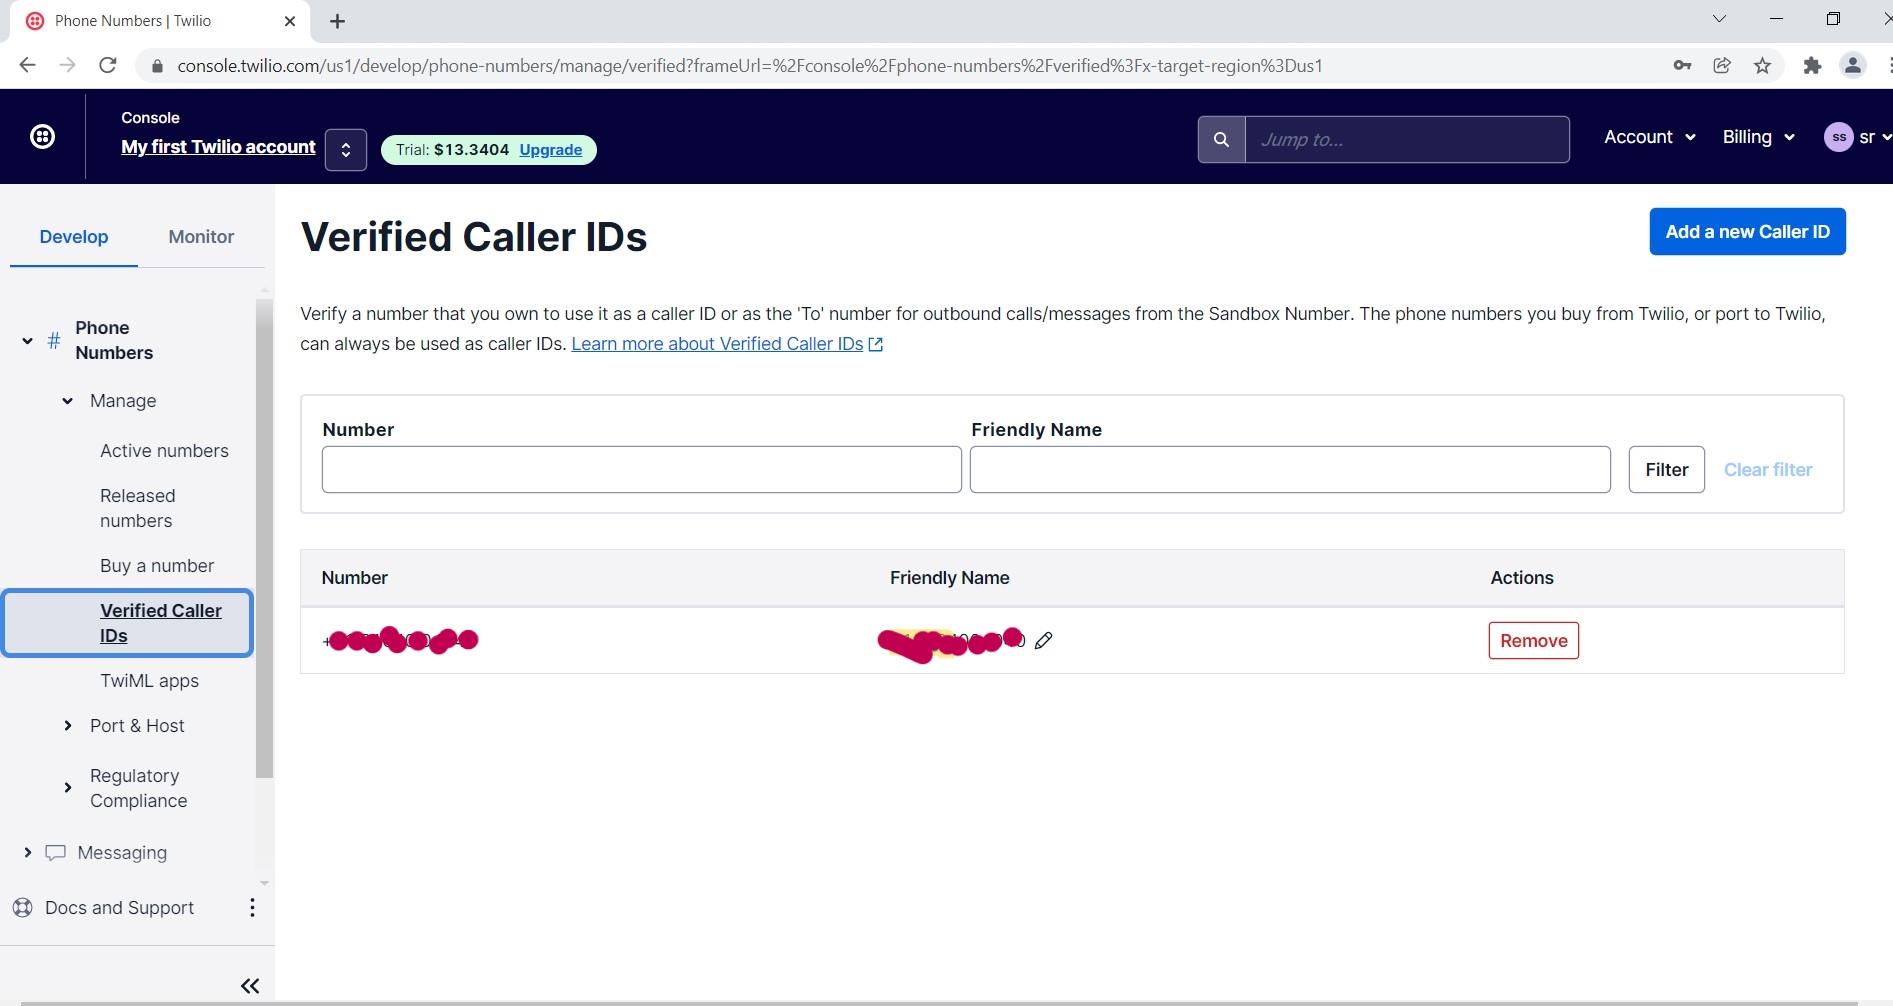 Phone Numbers | Twilio
console.twilio.com/us1/develop/phone-numbers/manage/verified?frameUrl=%2Fconsole%2Fphone-numbers%2Fverified%3Fx-target-region%3Dus1
Console
My first Twilio account
Trial: $13.3404 Upgrade
Jump to...
Account
Billing
ss
sr
Develop
Monitor
Phone
Numbers
Manage
Active numbers
Released
numbers
Buy a number
Verified Caller
IDs
TwiML apps
Port & Host
Regulatory
Compliance
Messaging
Docs and Support
Verified Caller IDs
Add a new Caller ID
Verify a number that you own to use it as a caller ID or as the 'To' number for outbound calls/messages from the Sandbox Number. The phone numbers you buy from Twilio, or port to Twilio,
can always be used as caller IDs. Learn more about Verified Caller IDs
Number
Friendly Name
Filter
Clear filter
Number Friendly Name Actions
Remove